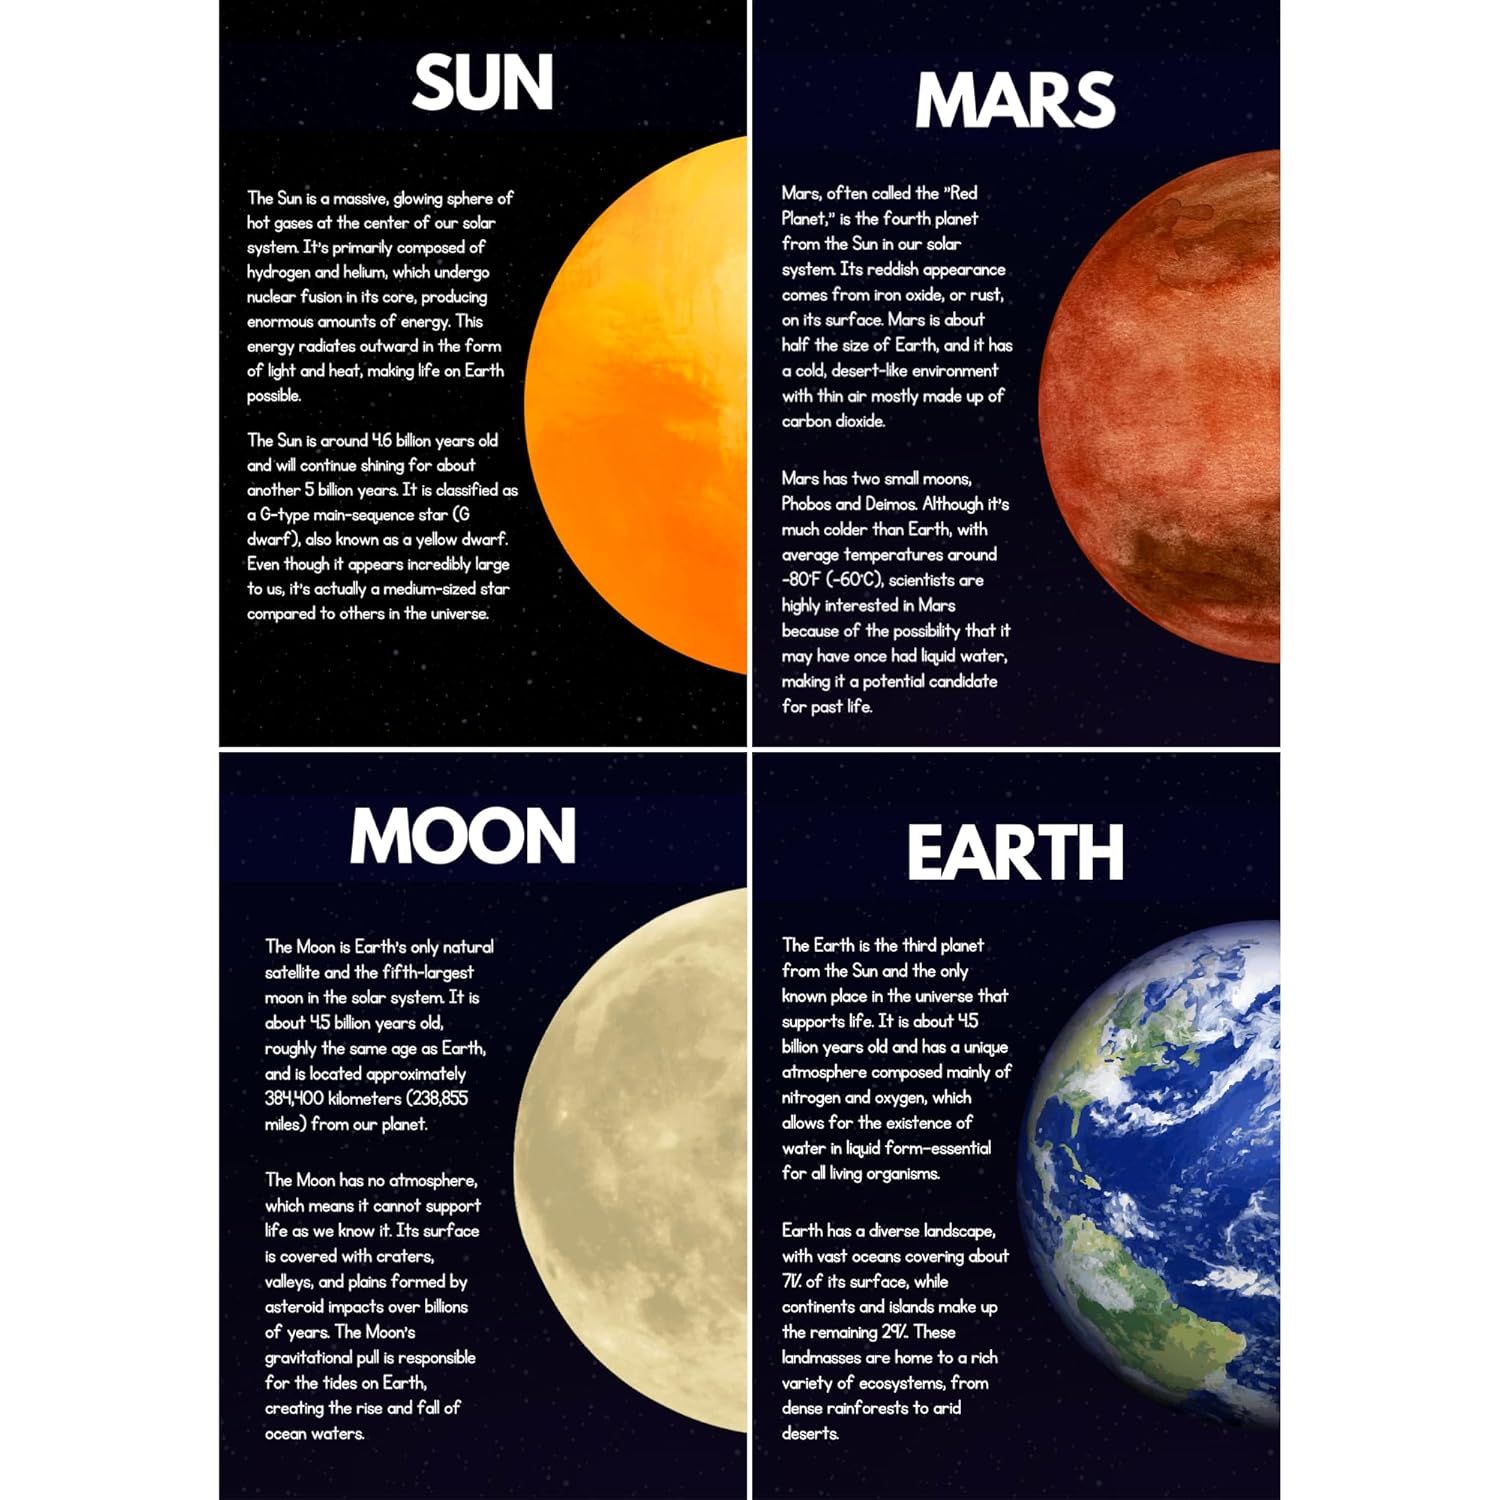 SUN
The Sun is a massive, glowing sphere of
hot gases at the center of our solar
system. It's primarily composed of
hydrogen and helium, which undergo
nuclear fusion in its core, producing
enormous amounts of energy. This
energy radiates outward in the form
of light and heat, making life on Earth
possible.
The Sun is around 4.6 billion years old
and will continue shining for about
another 5 billion years. It is classified as
a G-type main-sequence star (G
dwarf), also known as a yellow dwarf.
Even though it appears incredibly large
to us, it's actually a medium-sized star
compared to others in the universe.
MARS
Mars, often called the "Red
Planet," is the fourth planet
from the Sun in our solar
system. Its reddish appearance
comes from iron oxide, or rust,
on its surface. Mars is about
half the size of Earth, and it has
a cold, desert-like environment
with thin air mostly made up of
carbon dioxide.
Mars has two small moons,
Phobos and Deimos. Although it's
much colder than Earth, with
average temperatures around
-80°F (-60°C), scientists are
highly interested in Mars
because of the possibility that it
may have once had liquid water,
making it a potential candidate
for past life.
MOON
The Moon is Earth's only natural
satellite and the fifth-largest
moon in the solar system. It is
about 4.5 billion years old,
roughly the same age as Earth,
and is located approximately
384,400 kilometers (238,855
miles) from our planet.
The Moon has no atmosphere,
which means it cannot support
life as we know it. Its surface
is covered with craters,
valleys, and plains formed by
asteroid impacts over billions
of years. The Moon's
gravitational pull is responsible
for the tides on Earth,
creating the rise and fall of
ocean waters.
EARTH
The Earth is the third planet
from the Sun and the only
known place in the universe that
supports life. It is about 4.5
billion years old and has a unique
atmosphere composed mainly of
nitrogen and oxygen, which
allows for the existence of
water in liquid form—essential
for all living organisms.
Earth has a diverse landscape,
with vast oceans covering about
71% of its surface, while
continents and islands make up
the remaining 29%. These
landmasses are home to a rich
variety of ecosystems, from
dense rainforests to arid
deserts.